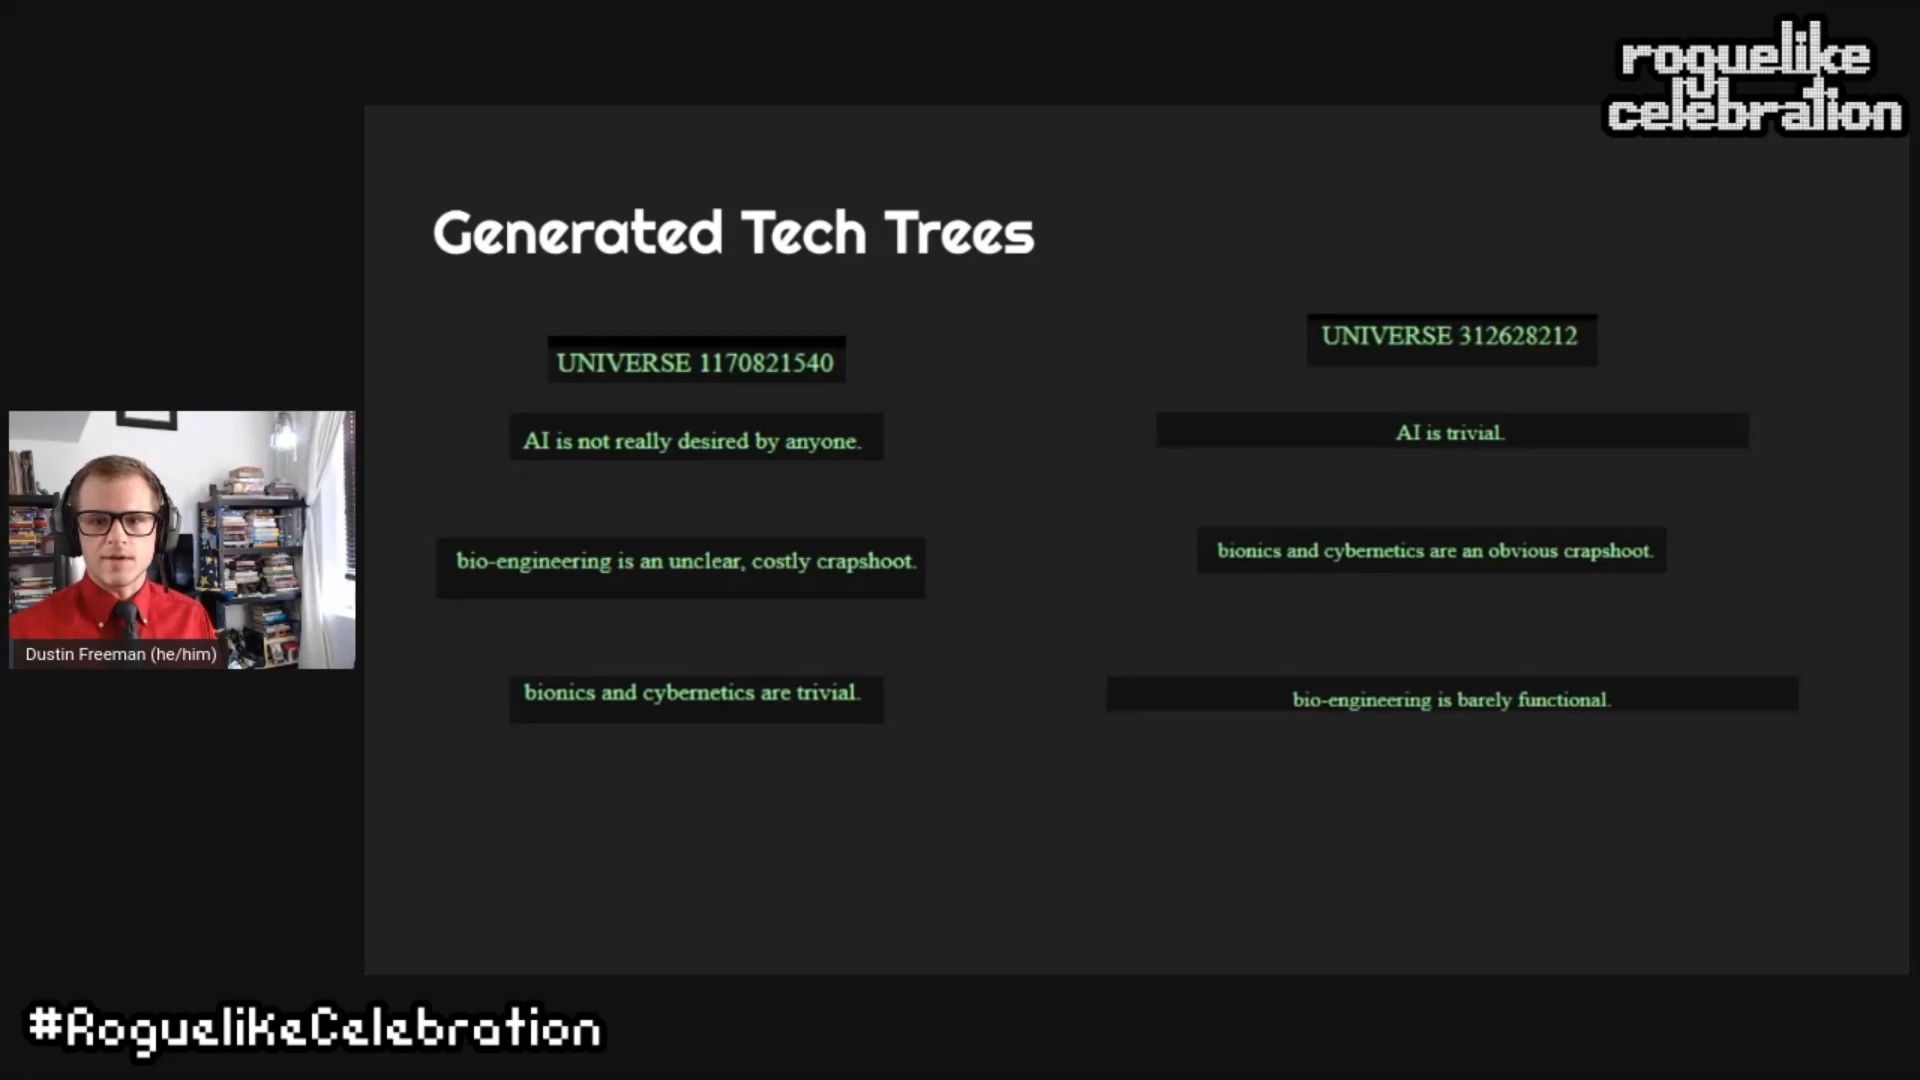 roguelike
celebration
Generated Tech Trees
UNIVERSE 1170821540
AI is not really desired by anyone.
bio-engineering is an unclear, costly crapshoot.
bionics and cybernetics are trivial.
UNIVERSE 312628212
AI is trivial.
bionics and cybernetics are an obvious crapshoot.
bio-engineering is barely functional.
Dustin Freeman (he/him)
#RoguelikeCelebration